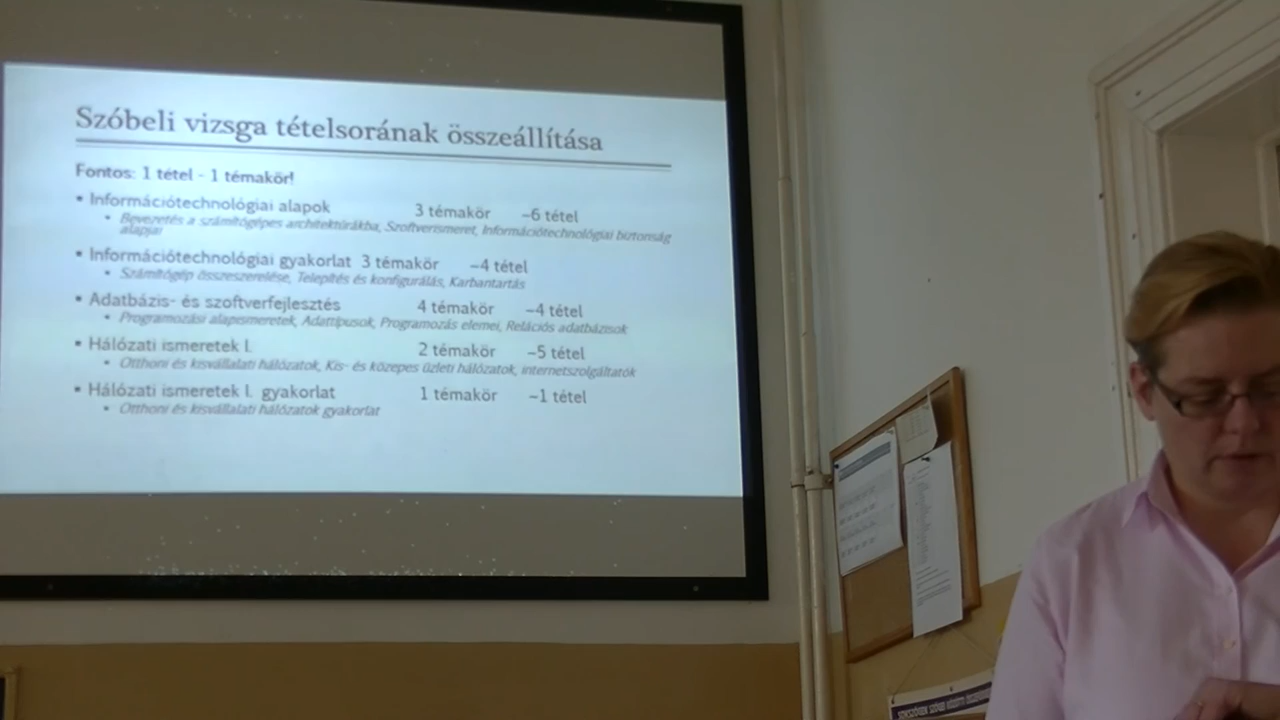 Szóbeli vizsga tételsorának összeállítása
Fontos: 1 tétel - 1 témakör!
• Információtechnológiai alapok 3 témakör ~6 tétel
• Bevezetés a számítógépes architektúrákba, Szoftverismeret, Információtechnológiai biztonság
alapjai
• Információtechnológiai gyakorlat 3 témakör ~4 tétel
• Számítógép összeszerelése, Telepítés és konfigurálás, Karbantartás
• Adatbázis- és szoftverfejlesztés 4 témakör ~4 tétel
• Programozási alapismeretek, Adattípusok, Programozás elemei, Relációs adatbázisok
• Hálózati ismeretek I. 2 témakör ~5 tétel
• Otthoni és kisvállalati hálózatok, Kis- és közepes üzleti hálózatok, internetszolgáltatók
• Hálózati ismeretek I. gyakorlat 1 témakör ~1 tétel
• Otthoni és kisvállalati hálózatok gyakorlat